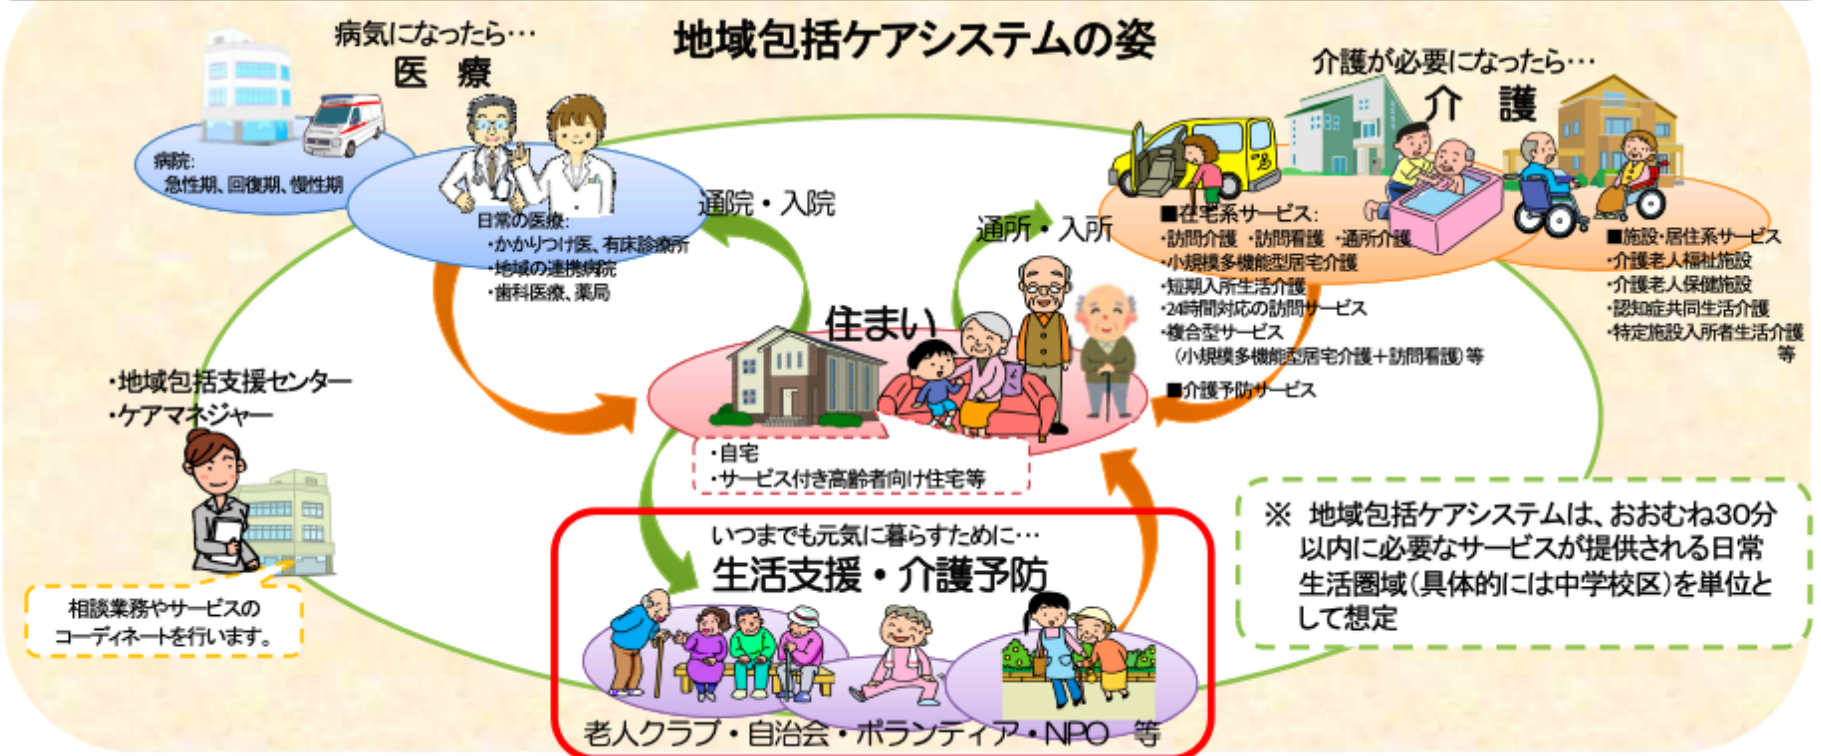 地域包括ケアシステムの姿
病気になったら…
医 療
病院:
急性期、回復期、慢性期
日常の医療:
・かかりつけ医、有床診療所
・地域の連携病院
・歯科医療、薬局
通院・入院
通所・入所
介護が必要になったら…
介 護
■在宅系サービス:
・訪問介護 ・訪問看護 ・通所介護
・小規模多機能型居宅介護
・短期入所生活介護
・24時間対応の訪問サービス
・複合型サービス
(小規模多機能型居宅介護+訪問看護)等
■介護予防サービス
■施設・居住系サービス
・介護老人福祉施設
・介護老人保健施設
・認知症共同生活介護
・特定施設入所者生活介護
等
住まい
・自宅
・サービス付き高齢者向け住宅等
・地域包括支援センター
・ケアマネジャー
相談業務やサービスの
コーディネートを行います。
いつまでも元気に暮らすために…
生活支援・介護予防
老人クラブ・自治会・ボランティア・NPO 等
※ 地域包括ケアシステムは、おおむね30分
以内に必要なサービスが提供される日常
生活圏域(具体的には中学校区)を単位と
して想定